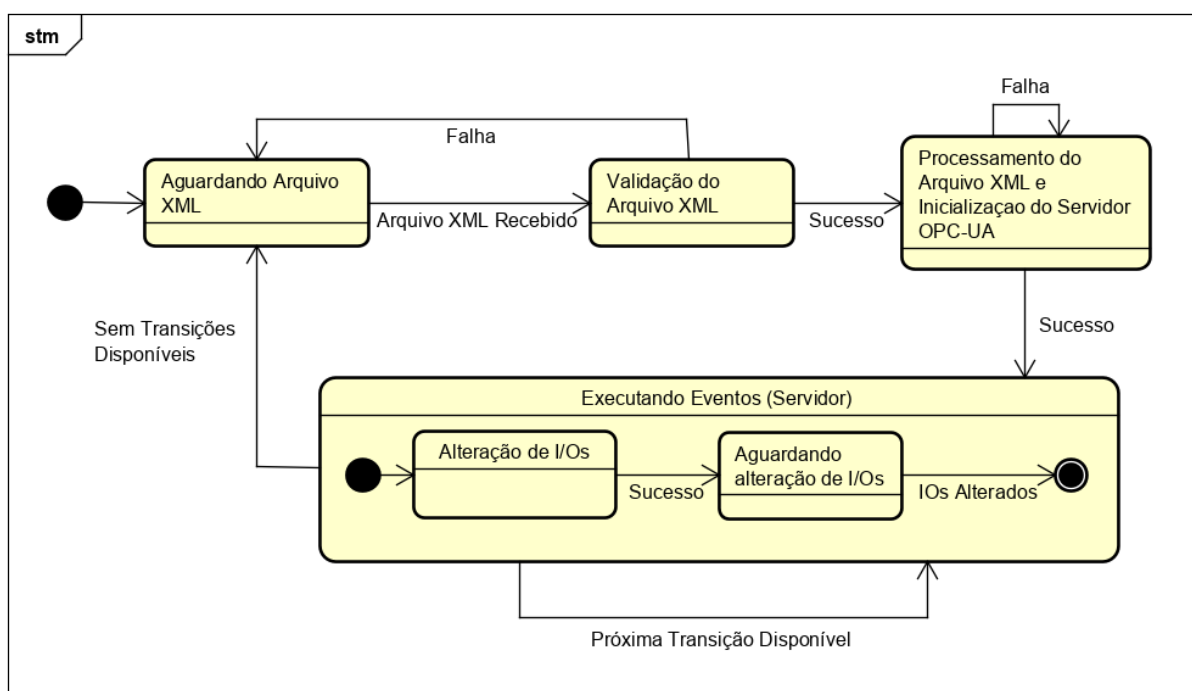 stm
Falha
Falha
Aguardando Arquivo
XML
Arquivo XML Recebido
Validação do
Arquivo XML
Sucesso
Processamento do
Arquivo XML e
Inicializaçao do Servidor
OPC-UA
Sem Transições
Disponíveis
Sucesso
Executando Eventos (Servidor)
Alteração de I/Os
Sucesso
Aguardando
alteração de I/Os
IOs Alterados
Próxima Transição Disponível